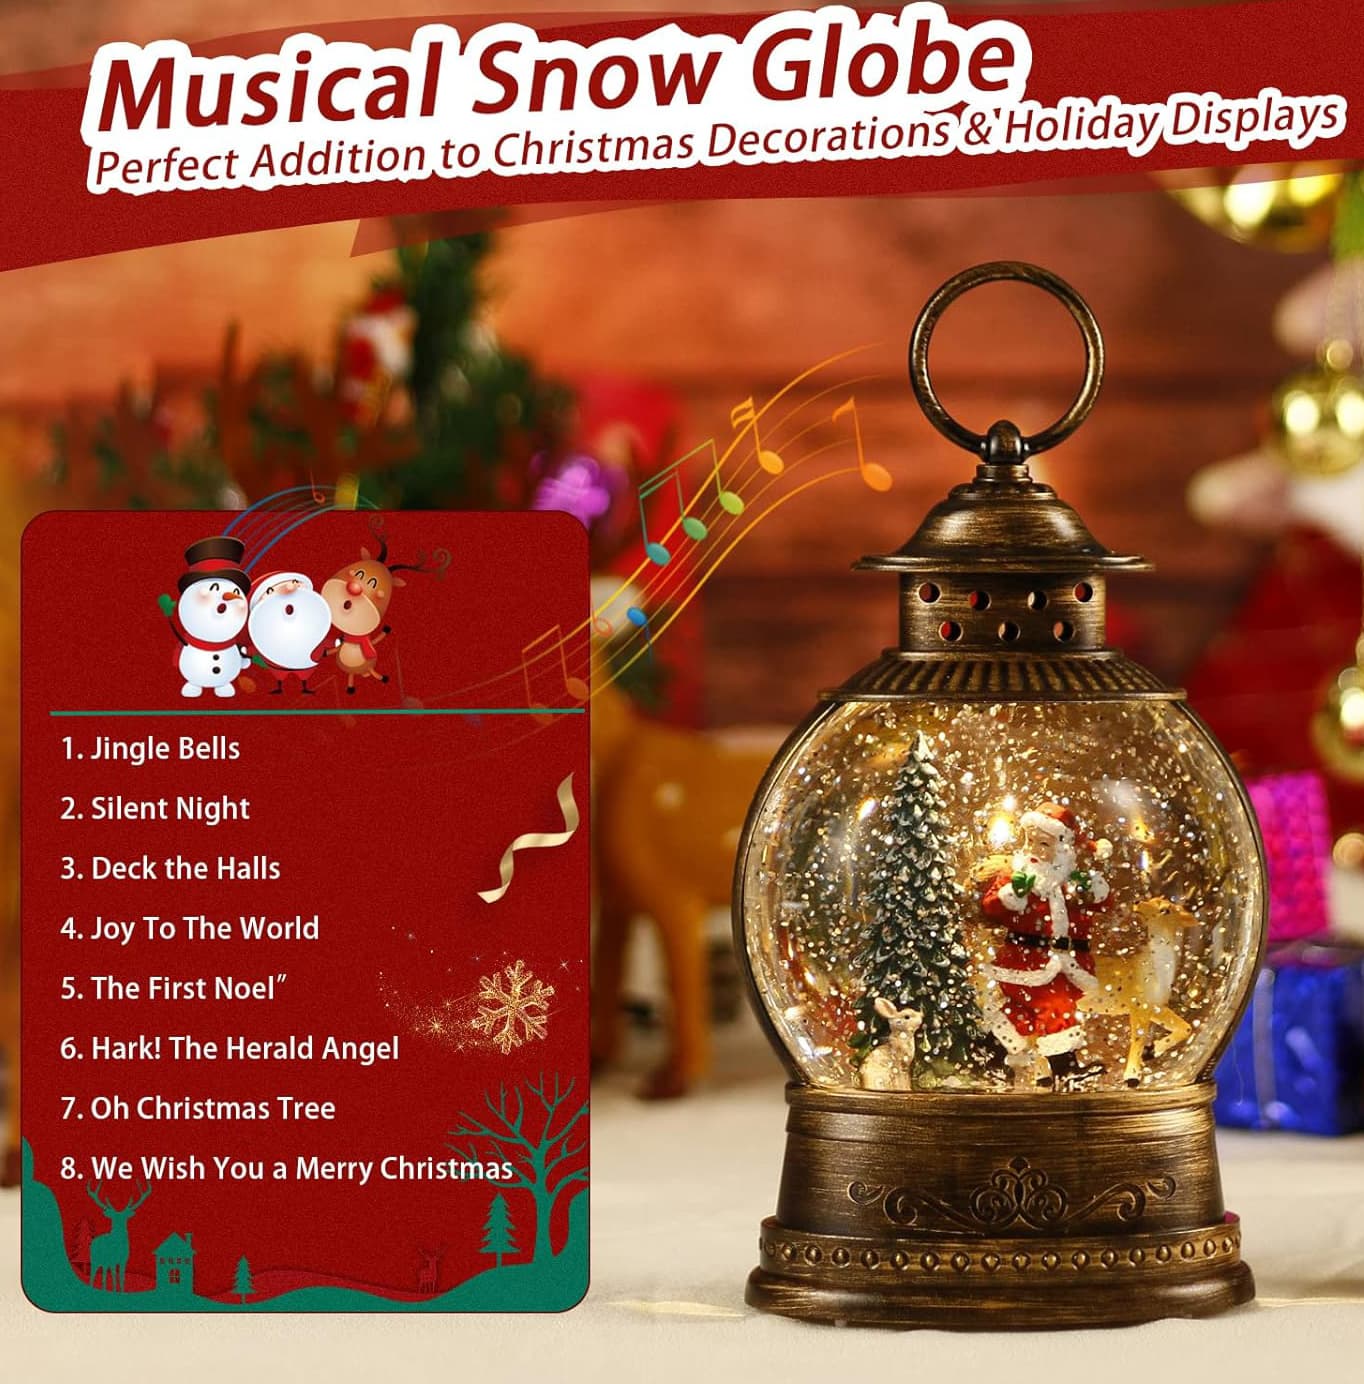 Musical Snow Globe
Perfect Addition to Christmas Decorations & Holiday Displays
1. Jingle Bells
2. Silent Night
3. Deck the Halls
4. Joy To The World
5. The First Noel”
6. Hark! The Herald Angel
7. Oh Christmas Tree
8. We Wish You a Merry Christmas